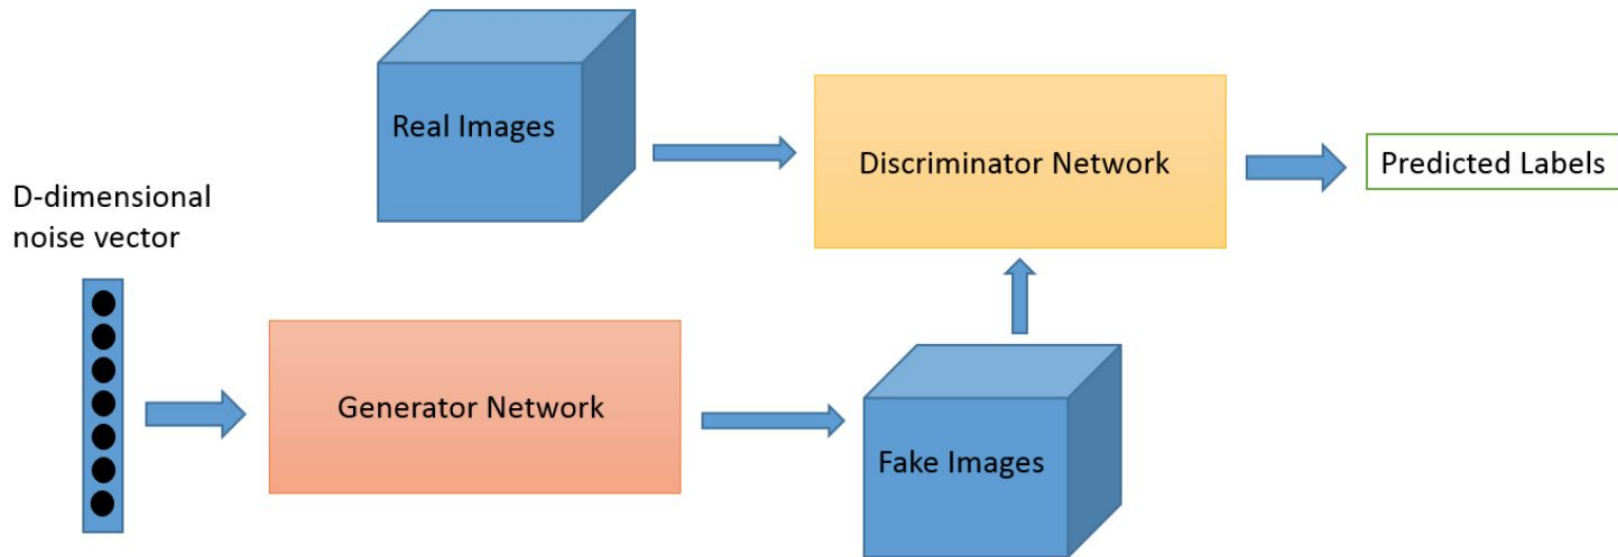 Real Images
Discriminator Network
Predicted Labels
D-dimensional
noise vector
Generator Network
Fake Images